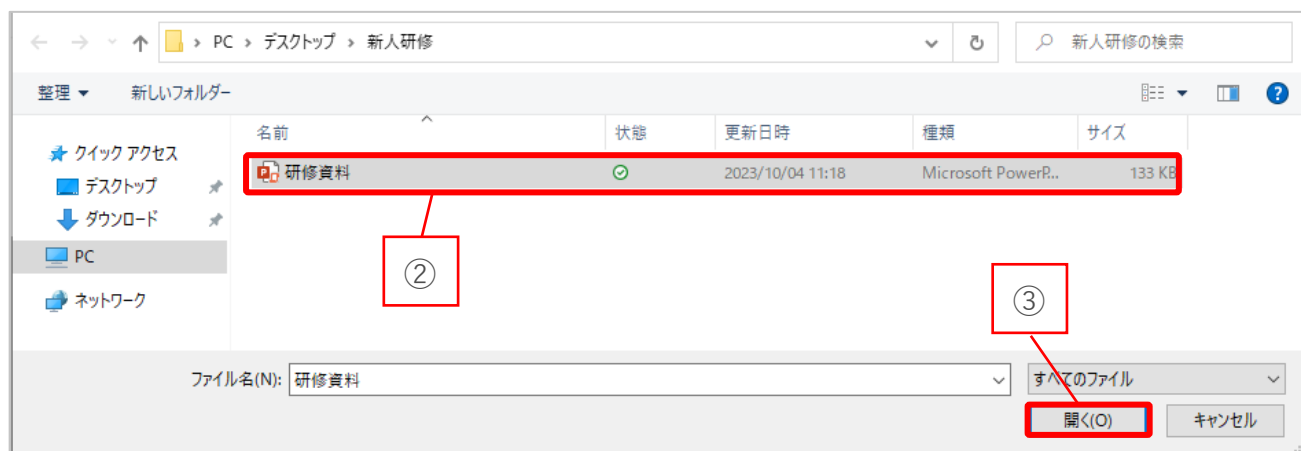 PC › デスクトップ › 新人研修 新人研修の検索
整理 新しいフォルダー
名前 状態 更新日時 種類 サイズ
クイック アクセス
研修資料 2023/10/04 11:18 Microsoft PowerP... 133 KB
デスクトップ
ダウンロード
PC
②
ネットワーク
③
ファイル名(N): 研修資料 すべてのファイル
開く(O) キャンセル